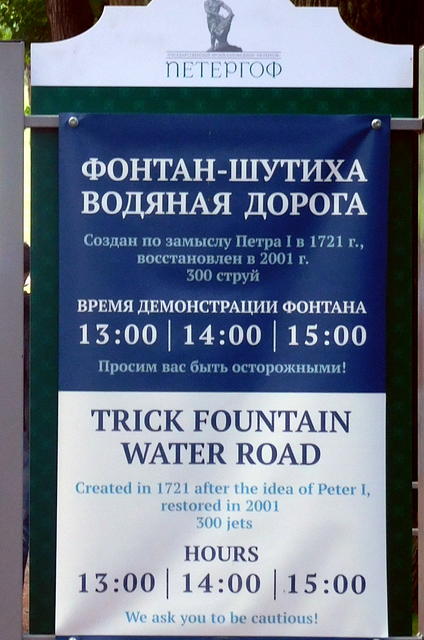 ПЕТЕРГОФ
ФОНТАН-ШУТИХА
ВОДЯНАЯ ДОРОГА
Создан по замыслу Петра I в 1721 г.,
восстановлен в 2001 г.
300 струй
ВРЕМЯ ДЕМОНСТРАЦИИ ФОНТАНА
13:00 | 14:00 | 15:00
Просим вас быть осторожными!
TRICK FOUNTAIN
WATER ROAD
Created in 1721 after the idea of Peter I,
restored in 2001
300 jets
HOURS
13:00 | 14:00 | 15:00
We ask you to be cautious!